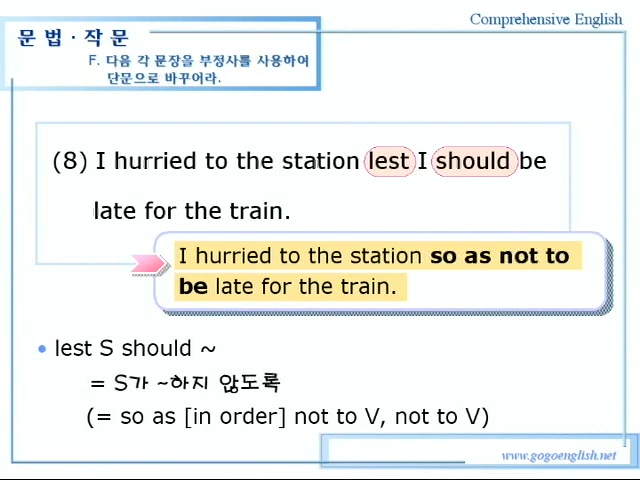 Comprehensive English
문 법 · 작 문
F. 다음 각 문장을 부정사를 사용하여
단문으로 바꾸어라.
(8) I hurried to the station lest I should be
late for the train.
I hurried to the station so as not to
be late for the train.
• lest S should ~
= S가 ~하지 않도록
(= so as [in order] not to V, not to V)
www.gogoenglish.net